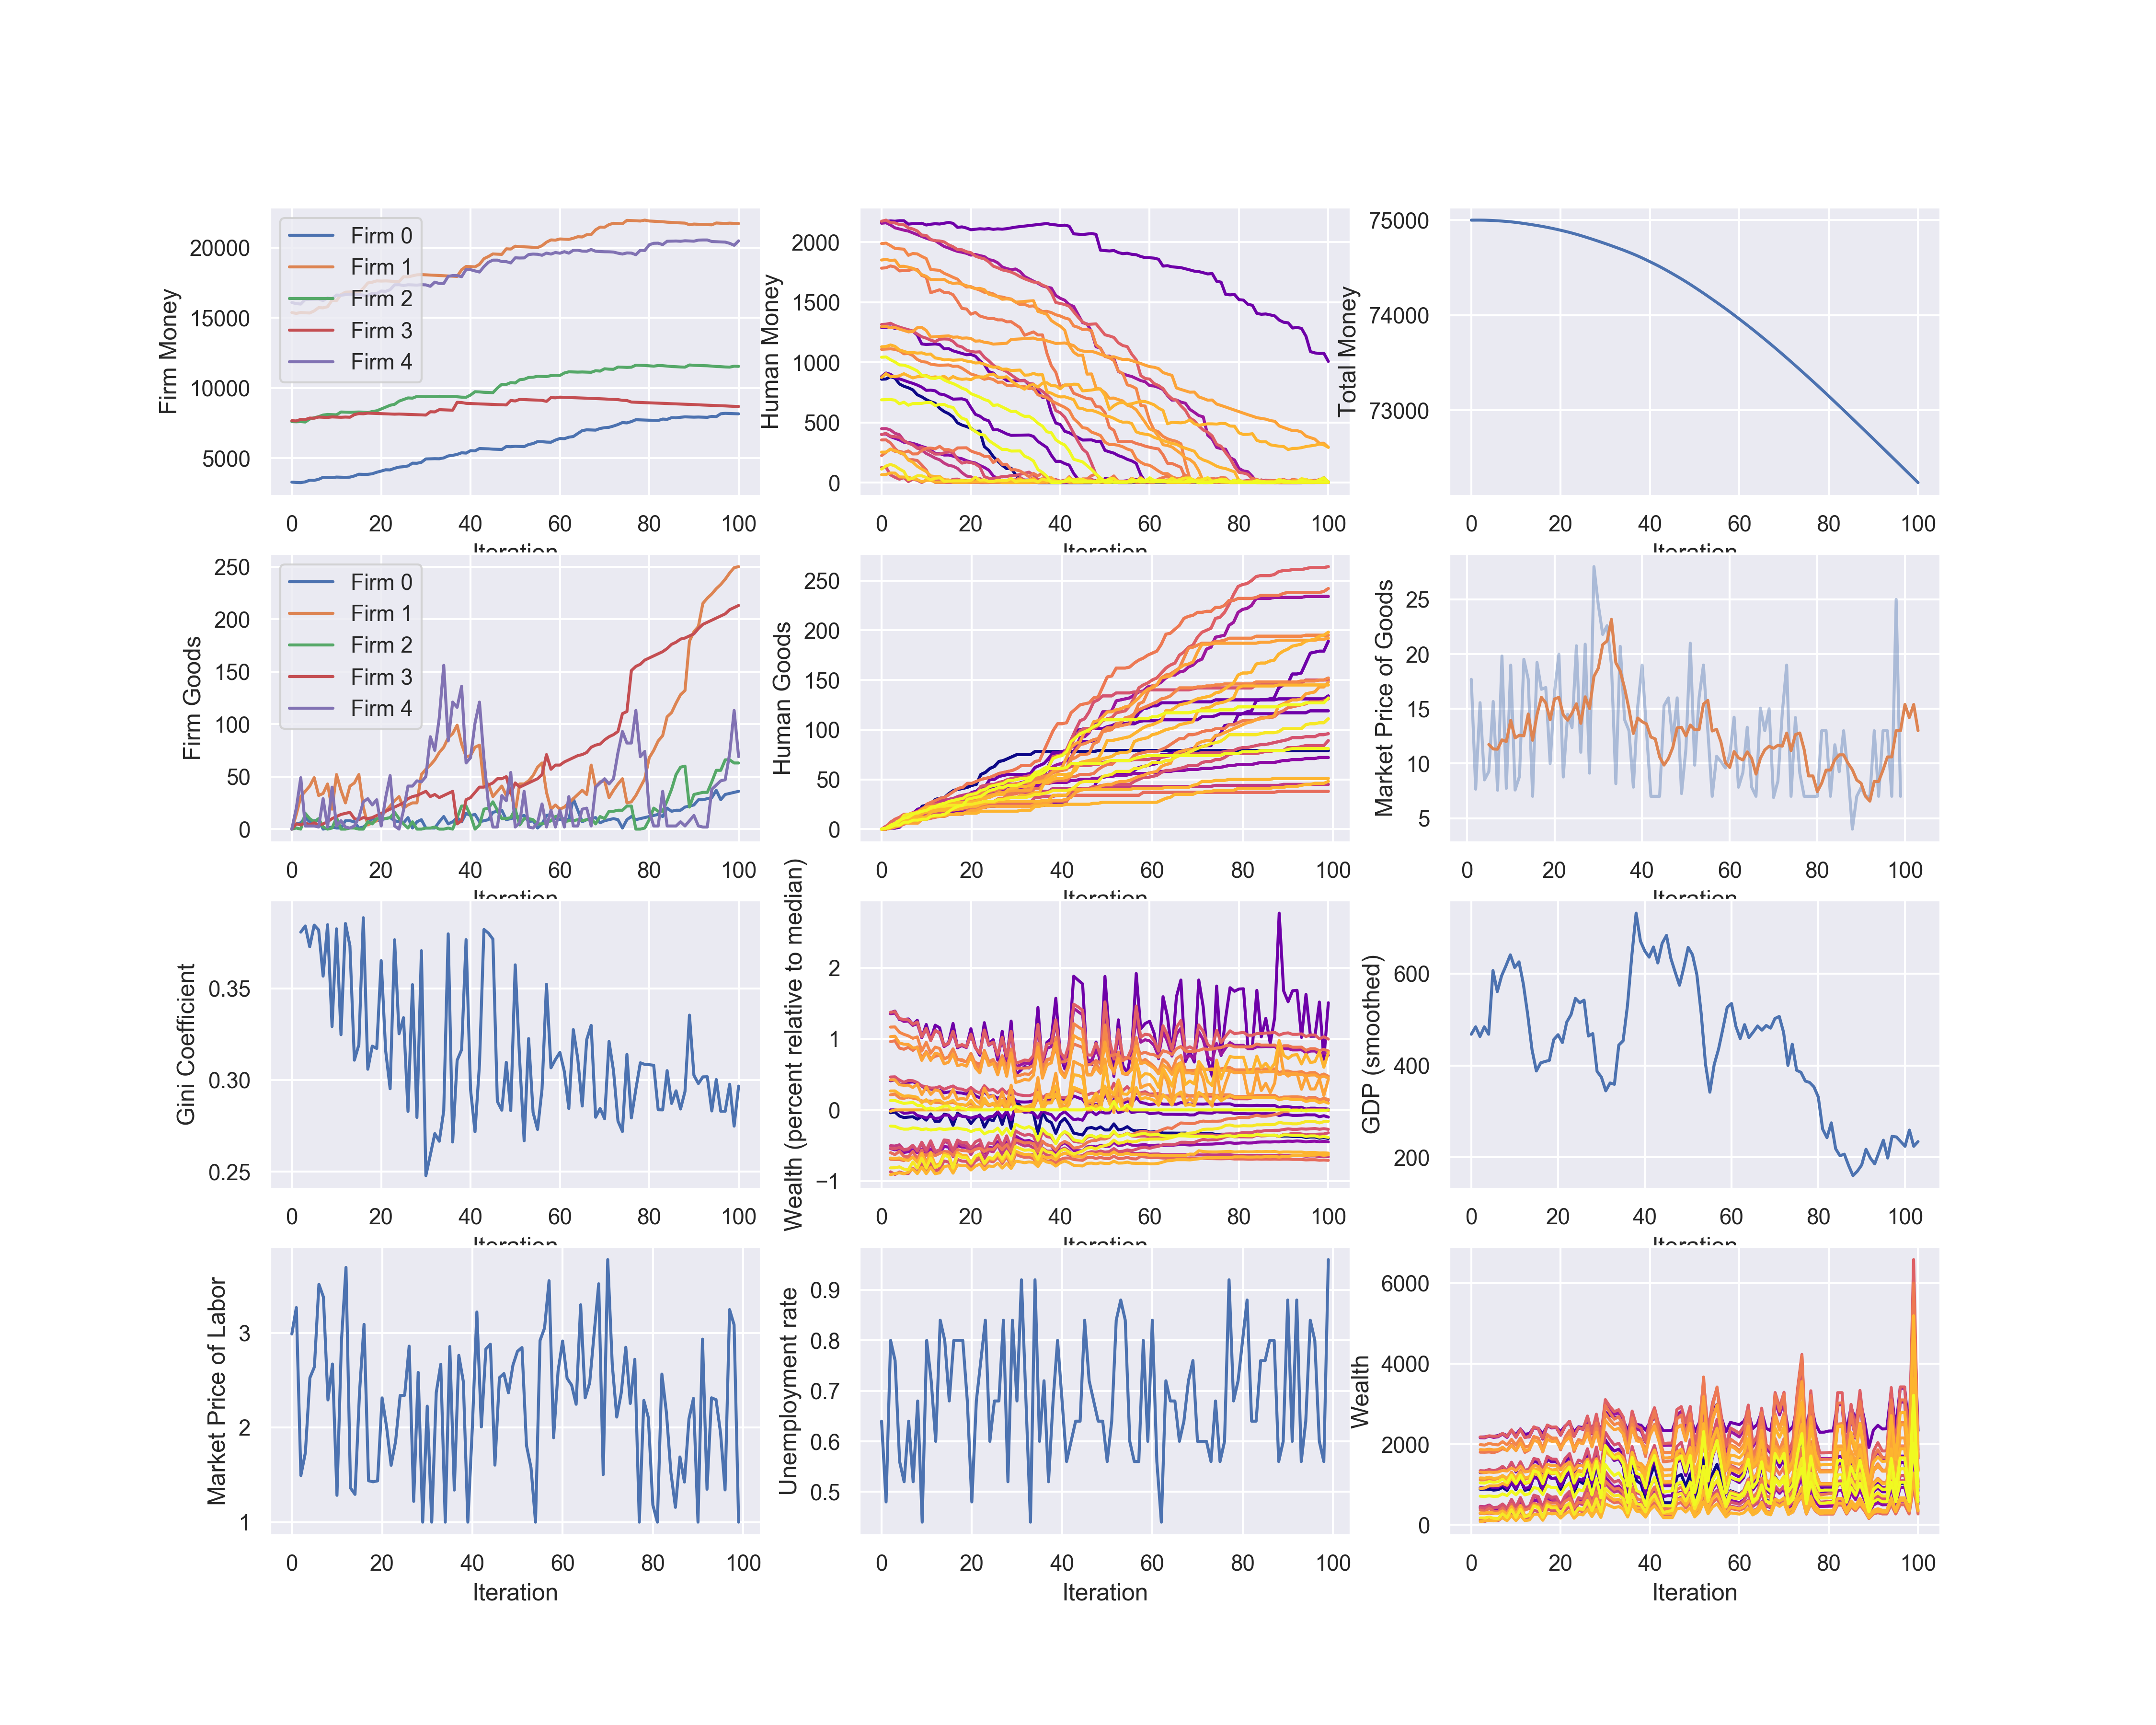 Firm Money
20000
15000
10000
5000
Firm 0
Firm 1
Firm 2
Firm 3
Firm 4
0 20 40 60 80 100
Iteration
Human Money
2000
1500
1000
500
0
0 20 40 60 80 100
Iteration
Total Money
75000
74000
73000
0 20 40 60 80 100
Iteration
Firm Goods
250
200
150
100
50
0
Firm 0
Firm 1
Firm 2
Firm 3
Firm 4
0 20 40 60 80 100
Iteration
Human Goods
250
200
150
100
50
0
0 20 40 60 80 100
Iteration
Market Price of Goods
25
20
15
10
5
0 20 40 60 80 100
Iteration
Gini Coefficient
0.35
0.30
0.25
0 20 40 60 80 100
Iteration
Wealth (percent relative to median)
2
1
0
−1
0 20 40 60 80 100
Iteration
GDP (smoothed)
600
400
200
0 20 40 60 80 100
Iteration
Market Price of Labor
3
2
1
0 20 40 60 80 100
Iteration
Unemployment rate
0.9
0.8
0.7
0.6
0.5
0 20 40 60 80 100
Iteration
Wealth
6000
4000
2000
0
0 20 40 60 80 100
Iteration